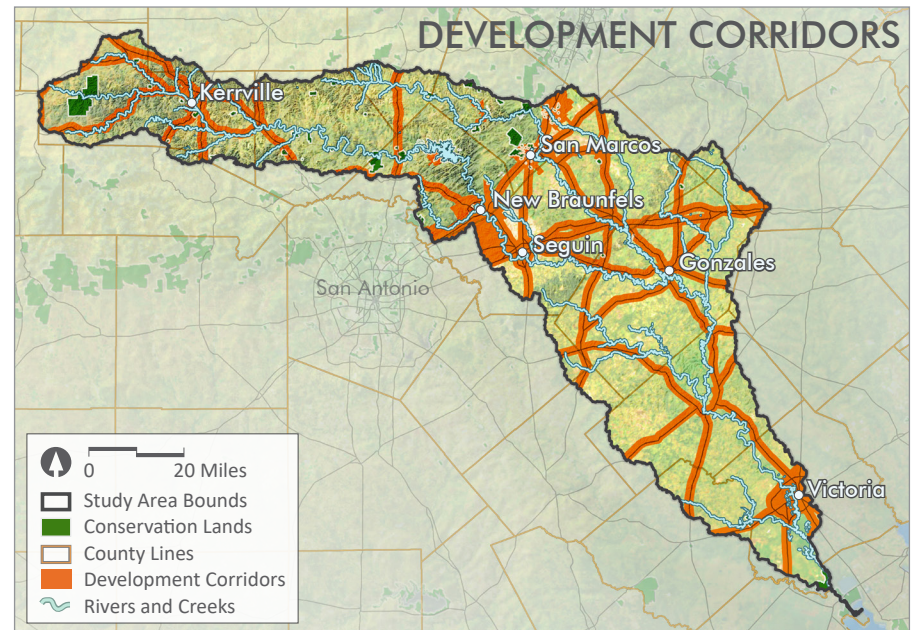 DEVELOPMENT CORRIDORS
Kerrville
San Marcos
New Braunfels
Seguin
Gonzales
San Antonio
Victoria
0 20 Miles
Study Area Bounds
Conservation Lands
County Lines
Development Corridors
Rivers and Creeks